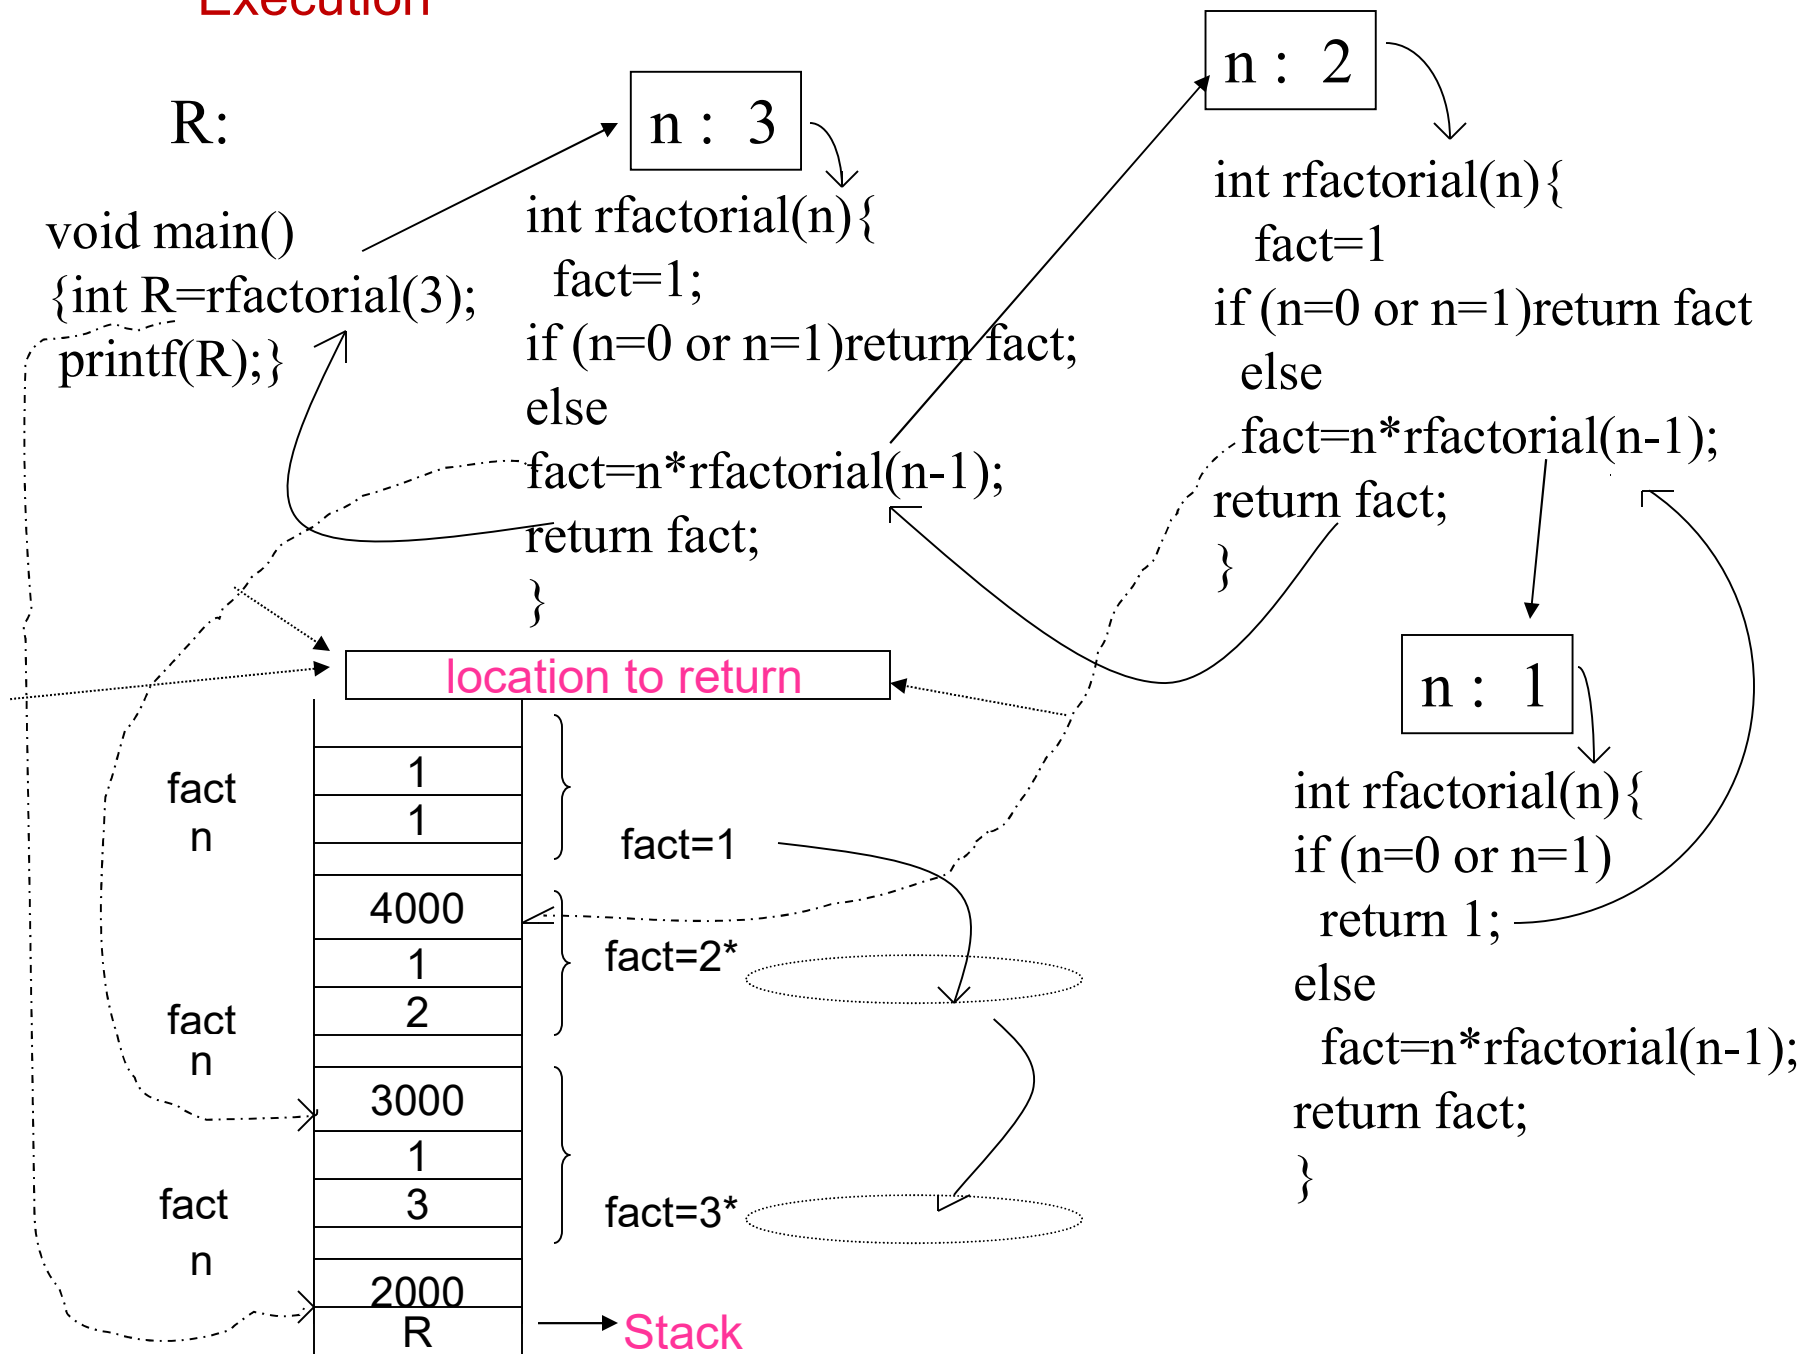 Execution
R:
void main()
{int R=rfactorial(3);
printf(R);}
n : 3
int rfactorial(n){
fact=1;
if (n=0 or n=1)return fact;
else
fact=n*rfactorial(n-1);
return fact;
}
n : 2
int rfactorial(n){
fact=1
if (n=0 or n=1)return fact
else
fact=n*rfactorial(n-1);
return fact;
}
n : 1
int rfactorial(n){
if (n=0 or n=1)
return 1;
else
fact=n*rfactorial(n-1);
return fact;
}
location to return
fact 1
n 1
fact=1
4000
fact 1
n 2
fact=2*
3000
fact 1
n 3
fact=3*
2000
R
Stack